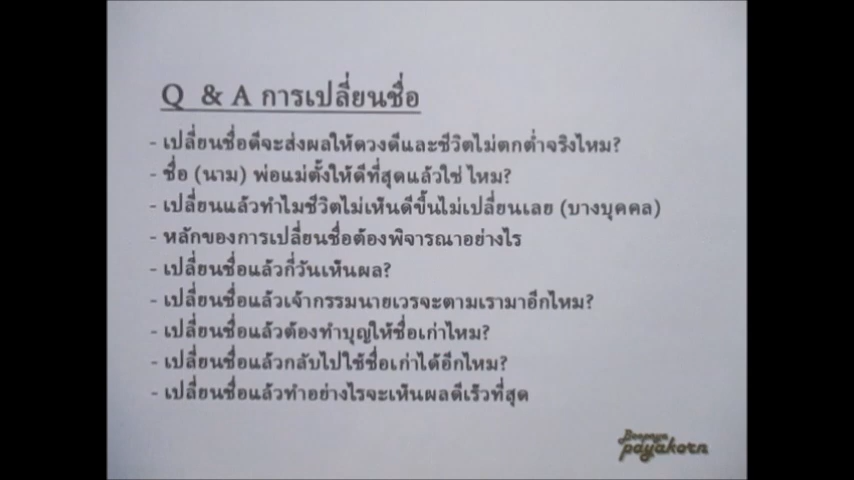 Q & A การเปลี่ยนชื่อ
- เปลี่ยนชื่อดีจะส่งผลให้ดวงดีและชีวิตไม่ตกต่ำจริงไหม?
- ชื่อ (นาม) พ่อแม่ตั้งให้ดีที่สุดแล้วใช่ ไหม?
- เปลี่ยนแล้วทำไมชีวิตไม่เห็นดีขึ้นไม่เปลี่ยนเลย (บางบุคคล)
- หลักของการเปลี่ยนชื่อต้องพิจารณาอย่างไร
- เปลี่ยนชื่อแล้วกี่วันเห็นผล?
- เปลี่ยนชื่อแล้วเจ้ากรรมนายเวรจะตามเรามาอีกไหม?
- เปลี่ยนชื่อแล้วต้องทำบุญให้ชื่อเก่าไหม?
- เปลี่ยนชื่อแล้วกลับไปใช้ชื่อเก่าได้อีกไหม?
- เปลี่ยนชื่อแล้วทำอย่างไรจะเห็นผลดีเร็วที่สุด
payakorn